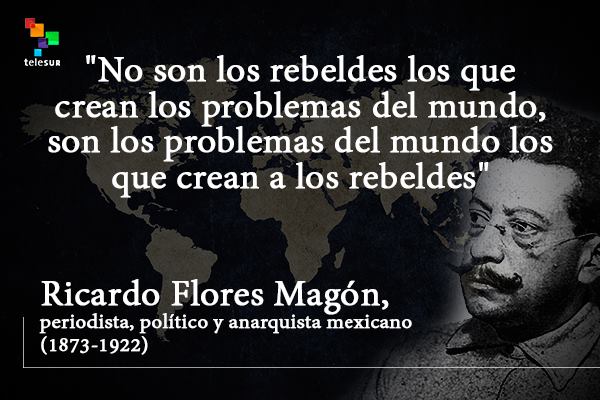 teleSUR
"No son los rebeldes los que
crean los problemas del mundo,
son los problemas del mundo los
que crean a los rebeldes"
Ricardo Flores Magón,
periodista, político y anarquista mexicano
(1873-1922)